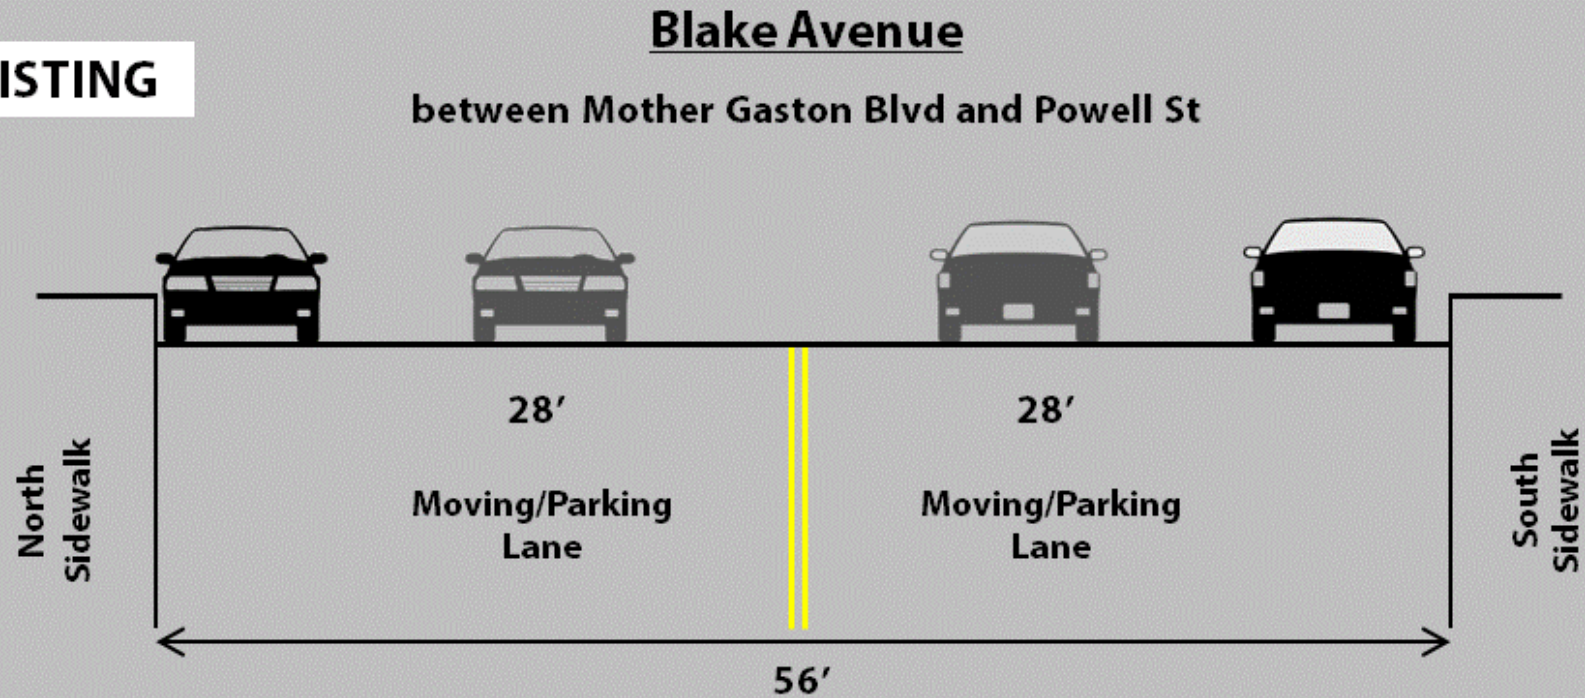 Blake Avenue
ISTING
between Mother Gaston Blvd and Powell St
28′
28′
Moving/Parking
Lane
Moving/Parking
Lane
North
Sidewalk
South
Sidewalk
56′